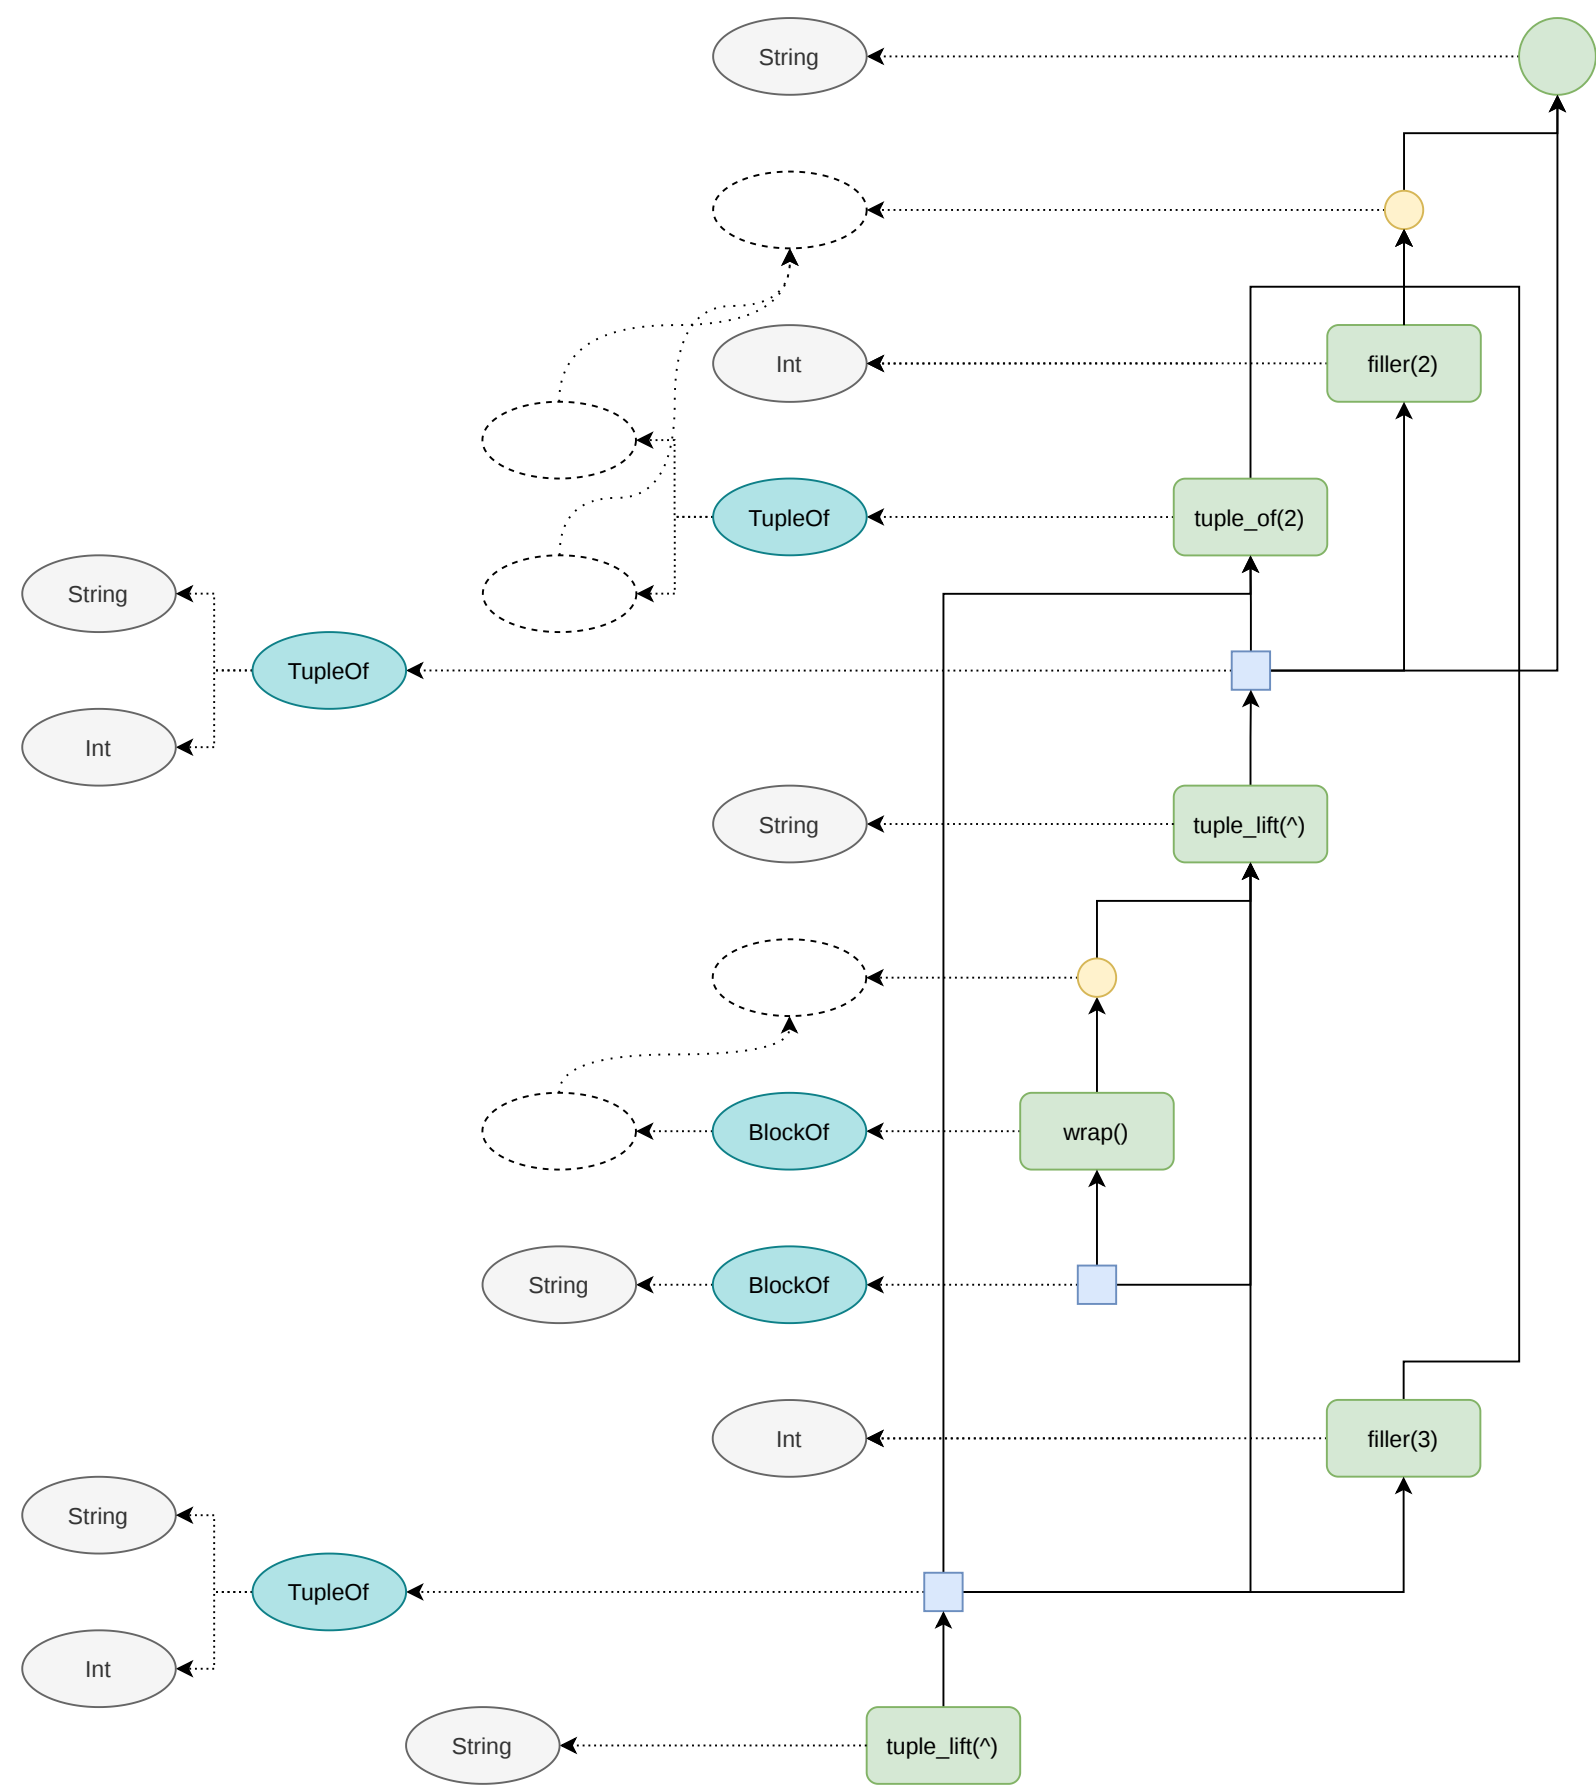 String
Int
filler(2)
TupleOf
tuple_of(2)
String
TupleOf
Int
String
tuple_lift(^)
BlockOf
wrap()
String
BlockOf
Int
filler(3)
String
TupleOf
Int
String
tuple_lift(^)